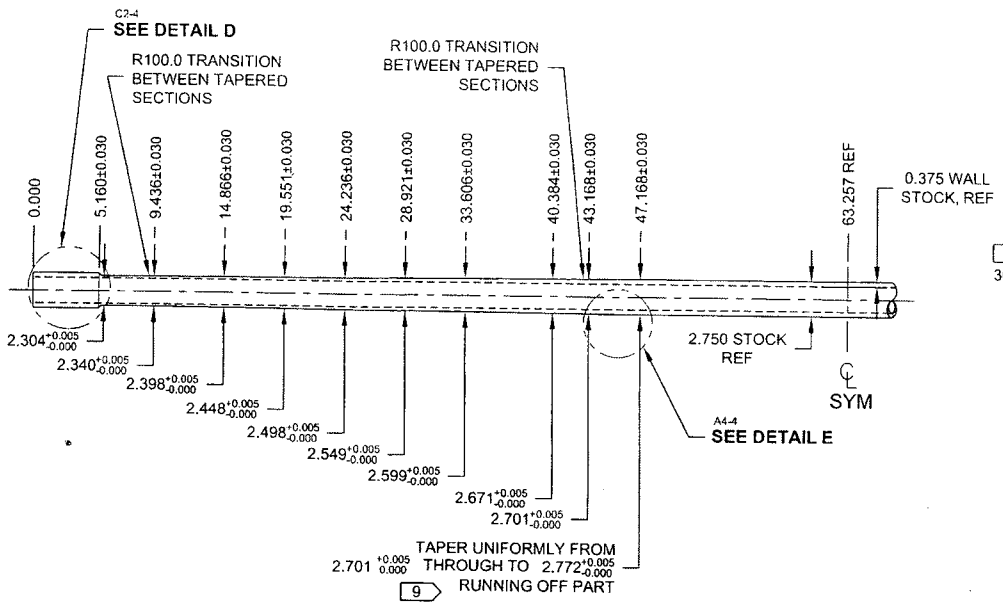 C2-4
SEE DETAIL D
R100.0 TRANSITION
BETWEEN TAPERED
SECTIONS
R100.0 TRANSITION
BETWEEN TAPERED
SECTIONS
0.000
5.160±0.030
9.436±0.030
14.866±0.030
19.551±0.030
24.236±0.030
28.921±0.030
33.606±0.030
40.384±0.030
43.168±0.030
47.168±0.030
63.257 REF
0.375 WALL
STOCK, REF
3
2.304 +0.005 -0.000
2.340 +0.005 -0.000
2.398 +0.005 -0.000
2.448 +0.005 -0.000
2.498 +0.005 -0.000
2.549 +0.005 -0.000
2.599 +0.005 -0.000
2.671 +0.005 -0.000
2.701 +0.005 -0.000
2.750 STOCK
REF
℄
SYM
A4-4
SEE DETAIL E
TAPER UNIFORMLY FROM
2.701 +0.005 0.000 THROUGH TO 2.772 +0.005 -0.000
9 RUNNING OFF PART